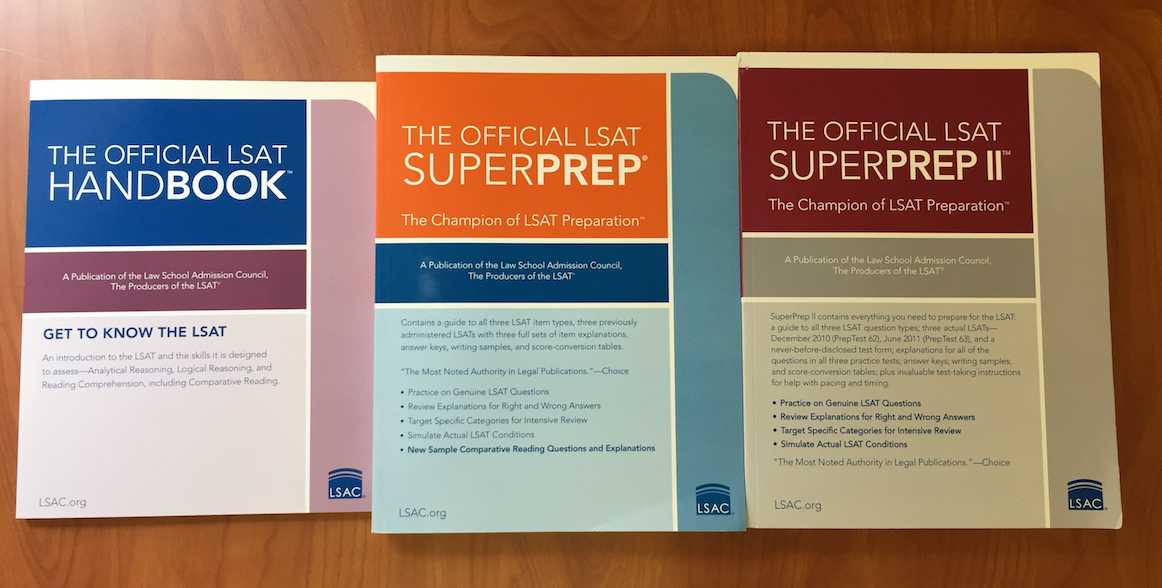 THE OFFICIAL LSAT
HANDBOOK™
A Publication of the Law School Admission Council,
The Producers of the LSAT®
GET TO KNOW THE LSAT
An introduction to the LSAT and the skills it is designed
to assess—Analytical Reasoning, Logical Reasoning, and
Reading Comprehension, including Comparative Reading.
LSAC.org
LSAC®
THE OFFICIAL LSAT
SUPERPREP®
The Champion of LSAT Preparation™
A Publication of the Law School Admission Council,
The Producers of the LSAT®
Contains a guide to all three LSAT item types, three previously
administered LSATs with three full sets of item explanations,
answer keys, writing samples, and score-conversion tables.
"The Most Noted Authority in Legal Publications."—Choice
• Practice on Genuine LSAT Questions
• Review Explanations for Right and Wrong Answers
• Target Specific Categories for Intensive Review
• Simulate Actual LSAT Conditions
• New Sample Comparative Reading Questions and Explanations
LSAC.org
LSAC®
THE OFFICIAL LSAT
SUPERPREP II™
The Champion of LSAT Preparation™
A Publication of the Law School Admission Council,
The Producers of the LSAT®
SuperPrep II contains everything you need to prepare for the LSAT:
a guide to all three LSAT question types; three actual LSATs—
December 2010 (PrepTest 62), June 2011 (PrepTest 63), and a
never-before-disclosed test form; explanations for all of the
questions in all three practice tests; answer keys; writing samples;
and score-conversion tables; plus invaluable test-taking instructions
for help with pacing and timing.
• Practice on Genuine LSAT Questions
• Review Explanations for Right and Wrong Answers
• Target Specific Categories for Intensive Review
• Simulate Actual LSAT Conditions
"The Most Noted Authority in Legal Publications."—Choice
LSAC.org
LSAC®